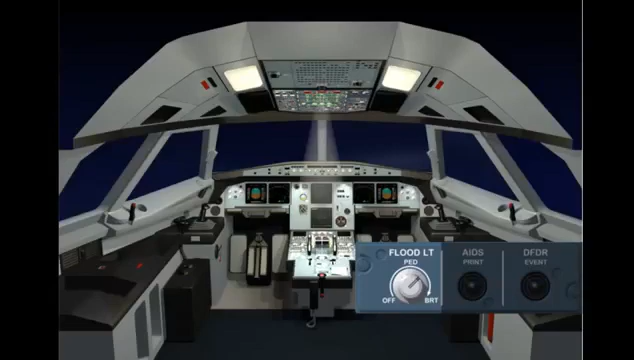 FLOOD LT
PED
OFF BRT
AIDS
PRINT
DFDR
EVENT